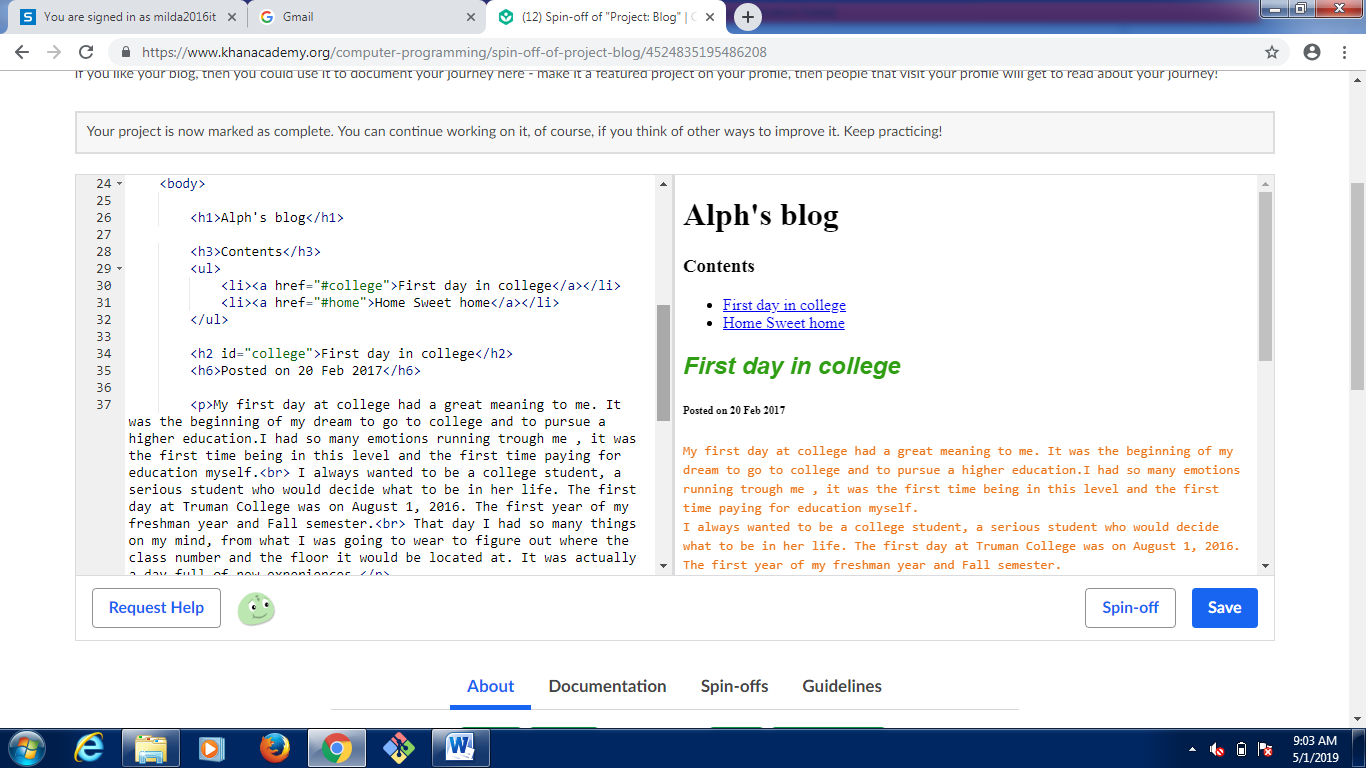 You are signed in as milda2016it
Gmail
(12) Spin-off of "Project: Blog" |
https://www.khanacademy.org/computer-programming/spin-off-of-project-blog/4524835195486208
If you like your blog, then you could use it to document your journey here - make it a featured project on your profile, then people that visit your profile will get to read about your journey!
Your project is now marked as complete. You can continue working on it, of course, if you think of other ways to improve it. Keep practicing!
24 <body>
25
26 <h1>Alph's blog</h1>
27
28 <h3>Contents</h3>
29 <ul>
30 <li><a href="#college">First day in college</a></li>
31 <li><a href="#home">Home Sweet home</a></li>
32 </ul>
33
34 <h2 id="college">First day in college</h2>
35 <h6>Posted on 20 Feb 2017</h6>
36
37 <p>My first day at college had a great meaning to me. It
was the beginning of my dream to go to college and to pursue a
higher education.I had so many emotions running trough me , it was
the first time being in this level and the first time paying for
education myself.<br> I always wanted to be a college student, a
serious student who would decide what to be in her life. The first
day at Truman College was on August 1, 2016. The first year of my
freshman year and Fall semester.<br> That day I had so many things
on my mind, from what I was going to wear to figure out where the
class number and the floor it would be located at. It was actually
a day full of new experiences.</p>
Alph's blog
Contents
First day in college
Home Sweet home
First day in college
Posted on 20 Feb 2017
My first day at college had a great meaning to me. It was the beginning of my
dream to go to college and to pursue a higher education.I had so many emotions
running trough me , it was the first time being in this level and the first
time paying for education myself.
I always wanted to be a college student, a serious student who would decide
what to be in her life. The first day at Truman College was on August 1, 2016.
The first year of my freshman year and Fall semester.
Request Help
Spin-off
Save
About
Documentation
Spin-offs
Guidelines
9:03 AM
5/1/2019